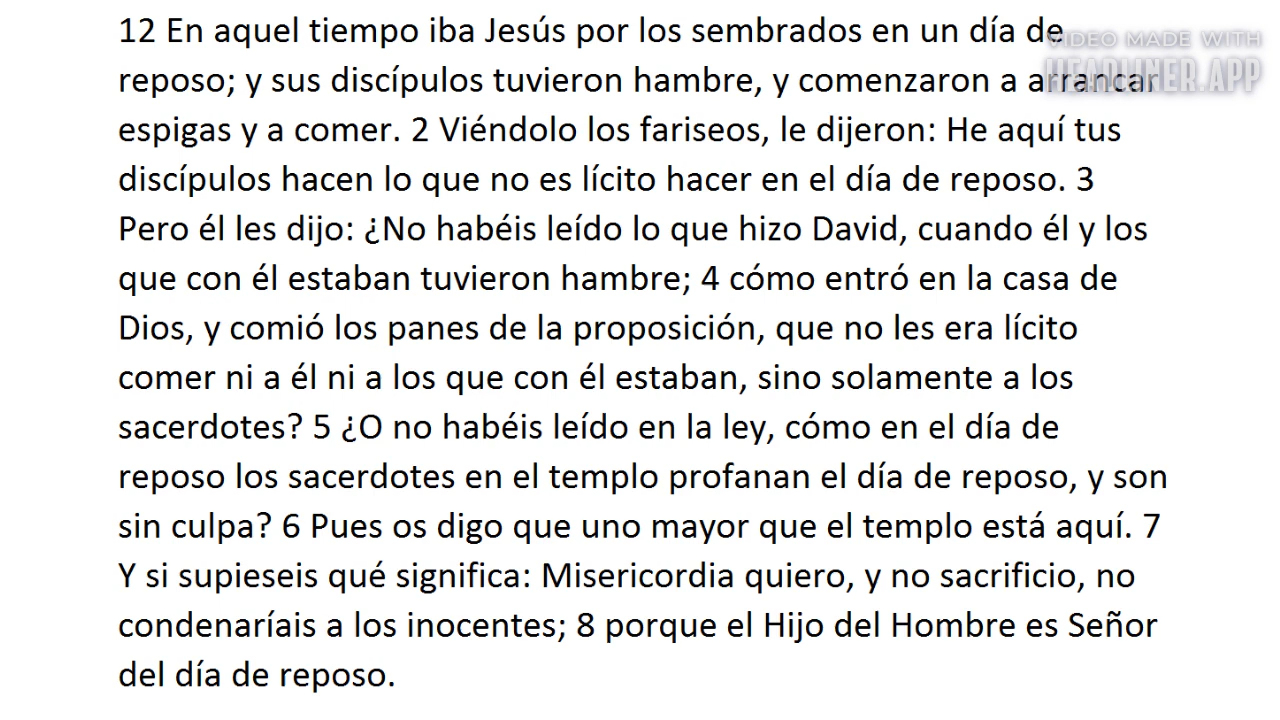 12 En aquel tiempo iba Jesús por los sembrados en un día de
VIDEO MADE WITH
reposo; y sus discípulos tuvieron hambre, y comenzaron a arrancar
HEADLINER.APP
espigas y a comer. 2 Viéndolo los fariseos, le dijeron: He aquí tus
discípulos hacen lo que no es lícito hacer en el día de reposo. 3
Pero él les dijo: ¿No habéis leído lo que hizo David, cuando él y los
que con él estaban tuvieron hambre; 4 cómo entró en la casa de
Dios, y comió los panes de la proposición, que no les era lícito
comer ni a él ni a los que con él estaban, sino solamente a los
sacerdotes? 5 ¿O no habéis leído en la ley, cómo en el día de
reposo los sacerdotes en el templo profanan el día de reposo, y son
sin culpa? 6 Pues os digo que uno mayor que el templo está aquí. 7
Y si supieseis qué significa: Misericordia quiero, y no sacrificio, no
condenaríais a los inocentes; 8 porque el Hijo del Hombre es Señor
del día de reposo.